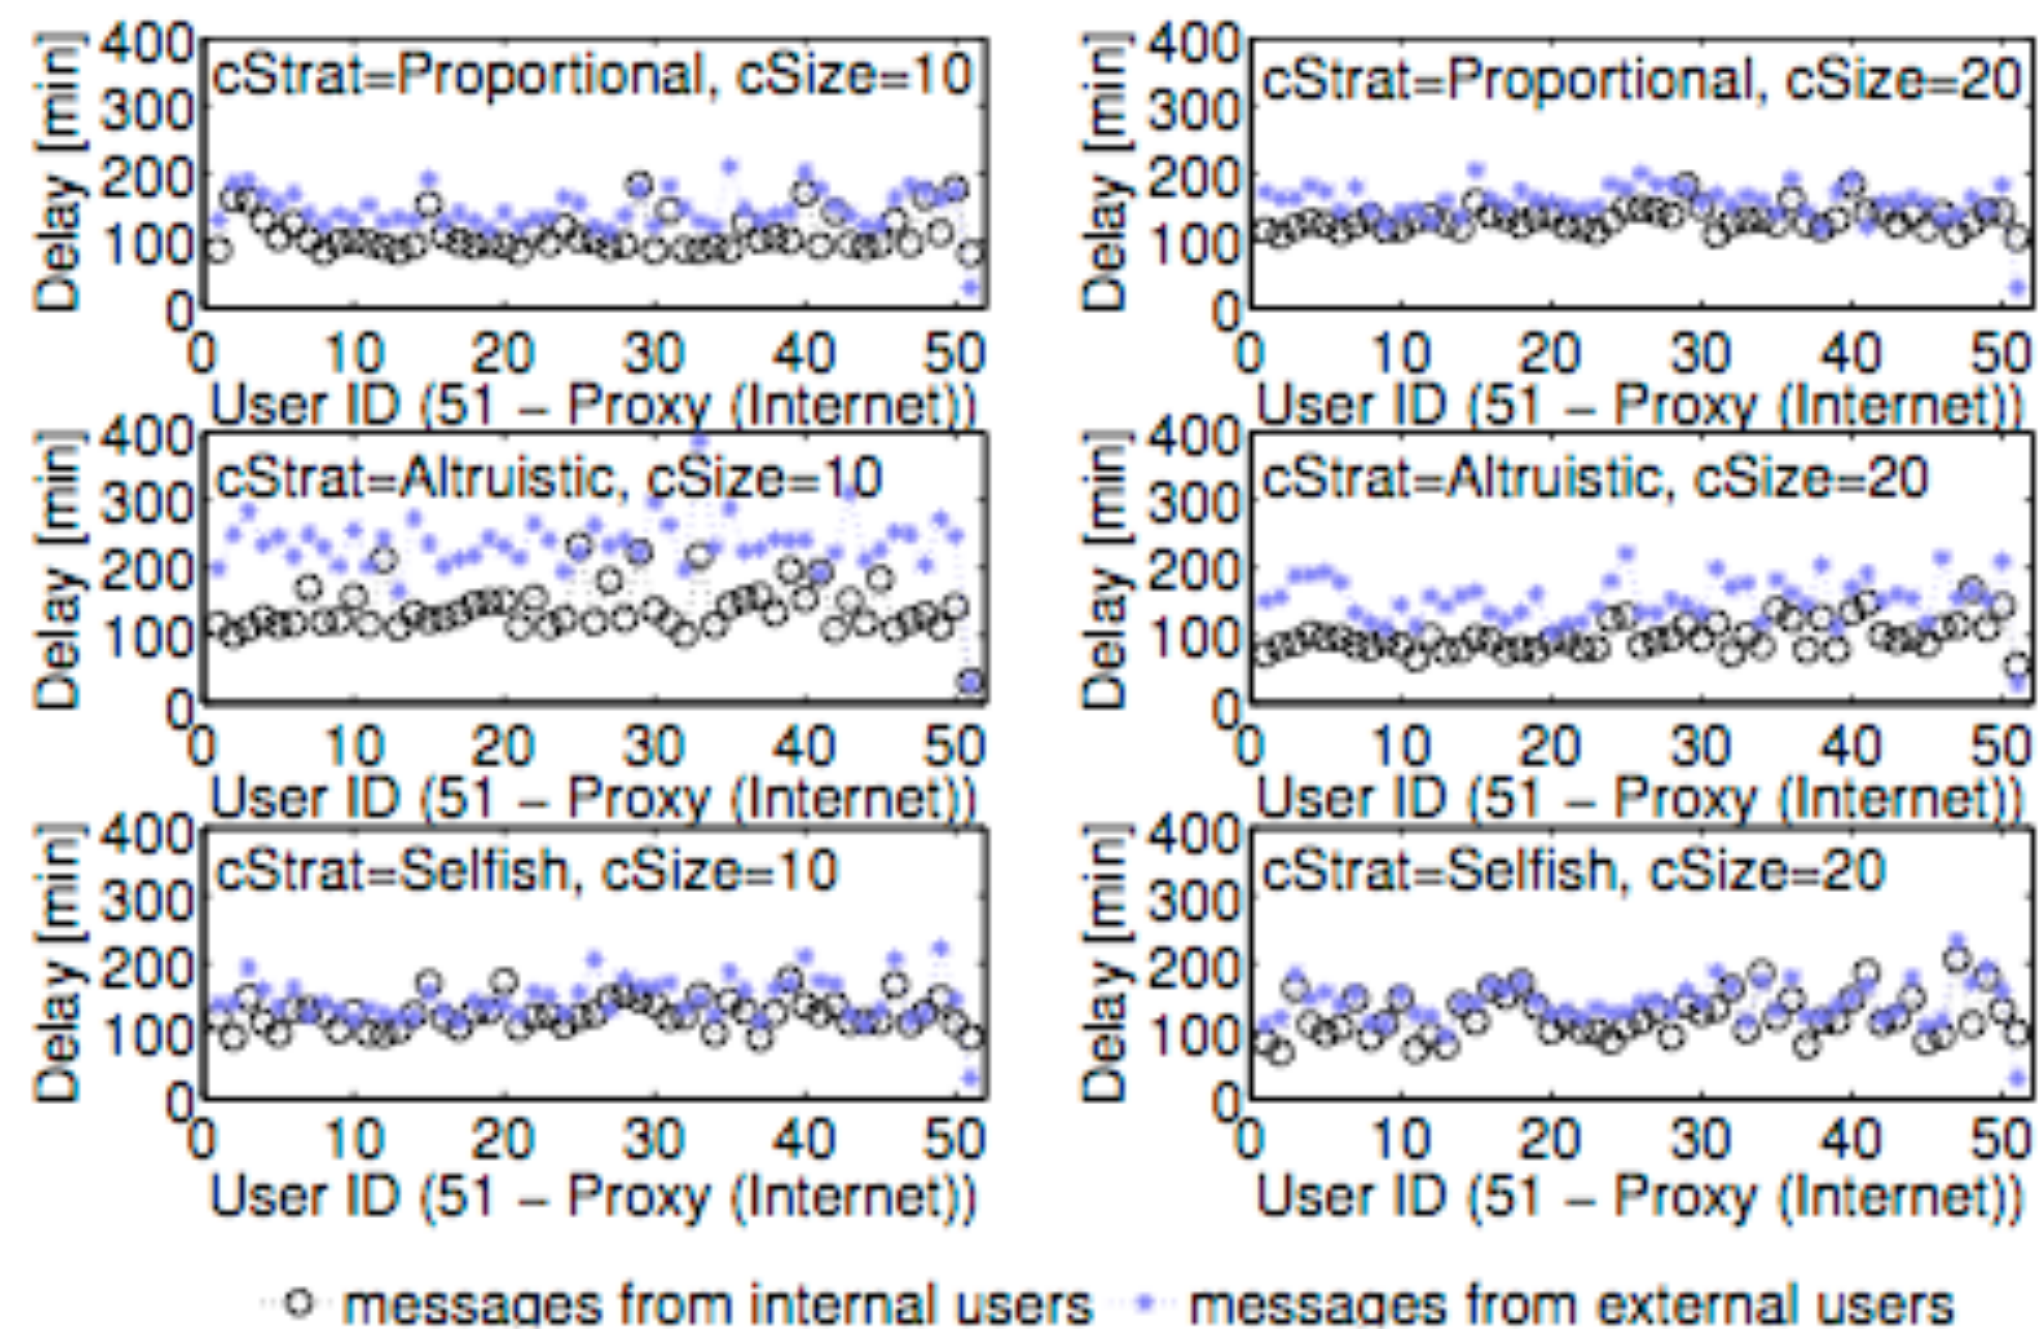 cStrat=Proportional, cSize=10
Delay [min]
400
300
200
100
0
0 10 20 30 40 50
User ID (51 – Proxy (Internet))
cStrat=Proportional, cSize=20
Delay [min]
400
300
200
100
0
0 10 20 30 40 50
User ID (51 – Proxy (Internet))
cStrat=Altruistic, cSize=10
Delay [min]
400
300
200
100
0
0 10 20 30 40 50
User ID (51 – Proxy (Internet))
cStrat=Altruistic, cSize=20
Delay [min]
400
300
200
100
0
0 10 20 30 40 50
User ID (51 – Proxy (Internet))
cStrat=Selfish, cSize=10
Delay [min]
400
300
200
100
0
0 10 20 30 40 50
User ID (51 – Proxy (Internet))
cStrat=Selfish, cSize=20
Delay [min]
400
300
200
100
0
0 10 20 30 40 50
User ID (51 – Proxy (Internet))
messages from internal users messages from external users